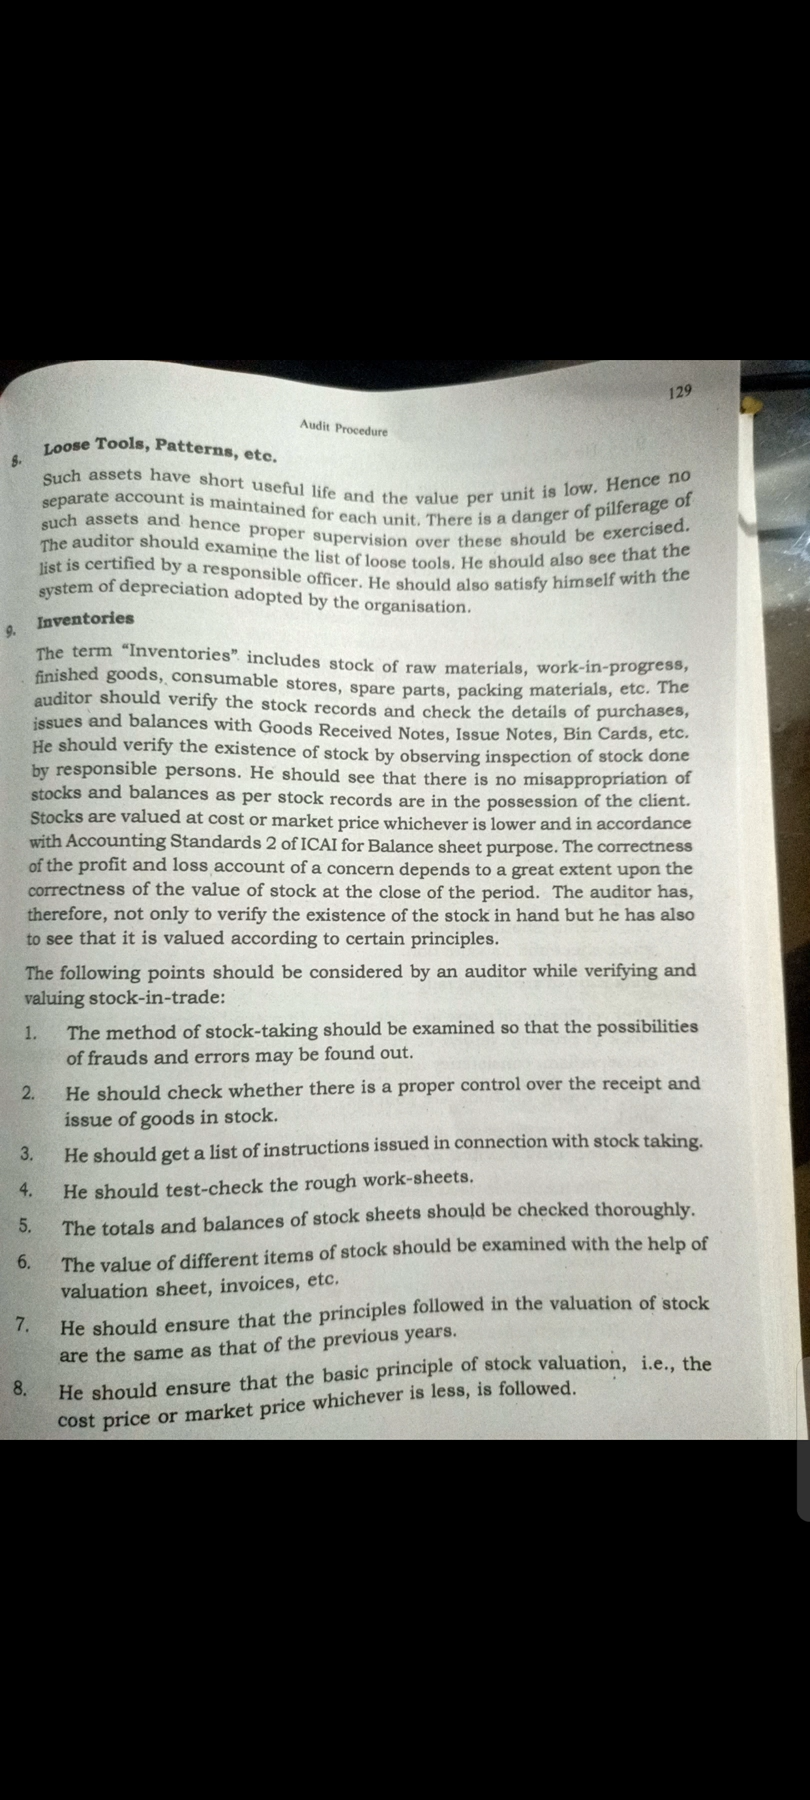 129
Audit Procedure
8. Loose Tools, Patterns, etc.
Such assets have short useful life and the value per unit is low. Hence no
separate account is maintained for each unit. There is a danger of pilferage of
such assets and hence proper supervision over these should be exercised.
The auditor should examine the list of loose tools. He should also see that the
list is certified by a responsible officer. He should also satisfy himself with the
system of depreciation adopted by the organisation.
9. Inventories
The term "Inventories" includes stock of raw materials, work-in-progress,
finished goods, consumable stores, spare parts, packing materials, etc. The
auditor should verify the stock records and check the details of purchases,
issues and balances with Goods Received Notes, Issue Notes, Bin Cards, etc.
He should verify the existence of stock by observing inspection of stock done
by responsible persons. He should see that there is no misappropriation of
stocks and balances as per stock records are in the possession of the client.
Stocks are valued at cost or market price whichever is lower and in accordance
with Accounting Standards 2 of ICAI for Balance sheet purpose. The correctness
of the profit and loss account of a concern depends to a great extent upon the
correctness of the value of stock at the close of the period. The auditor has,
therefore, not only to verify the existence of the stock in hand but he has also
to see that it is valued according to certain principles.
The following points should be considered by an auditor while verifying and
valuing stock-in-trade:
1. The method of stock-taking should be examined so that the possibilities
of frauds and errors may be found out.
2. He should check whether there is a proper control over the receipt and
issue of goods in stock.
3. He should get a list of instructions issued in connection with stock taking.
4. He should test-check the rough work-sheets.
5. The totals and balances of stock sheets should be checked thoroughly.
6. The value of different items of stock should be examined with the help of
valuation sheet, invoices, etc.
7. He should ensure that the principles followed in the valuation of stock
are the same as that of the previous years.
8. He should ensure that the basic principle of stock valuation, i.e., the
cost price or market price whichever is less, is followed.